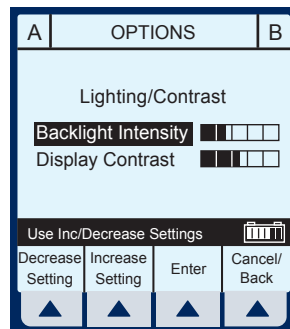 A OPTIONS B
Lighting/Contrast
Backlight Intensity
Display Contrast
Use Inc/Decrease Settings
Decrease Setting Increase Setting Enter Cancel/ Back